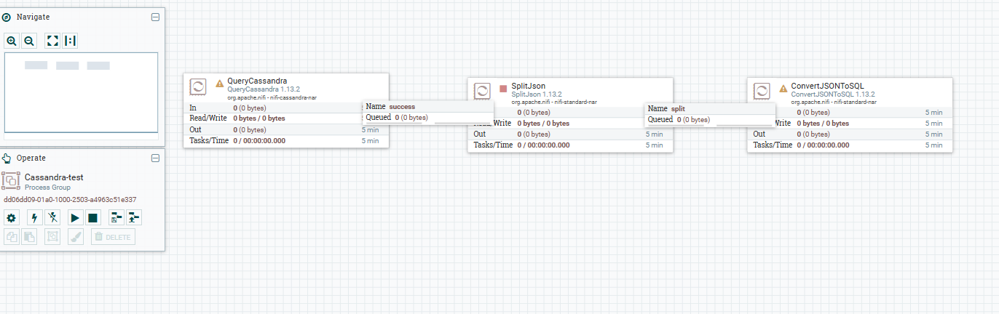 Navigate
Operate
Cassandra-test
Process Group
dd06dd09-01a0-1000-2503-a4963c51e337
DELETE
QueryCassandra
QueryCassandra 1.13.2
org.apache.nifi - nifi-cassandra-nar
In 0 (0 bytes)
Read/Write 0 bytes / 0 bytes
Out 0 (0 bytes) 5 min
Tasks/Time 0 / 00:00:00.000 5 min
Name success
Queued 0 (0 bytes)
SplitJson
SplitJson 1.13.2
org.apache.nifi - nifi-standard-nar
0 (0 bytes)
0 bytes / 0 bytes
Out 0 (0 bytes) 5 min
Tasks/Time 0 / 00:00:00.000 5 min
Name split
Queued 0 (0 bytes)
ConvertJSONToSQL
ConvertJSONToSQL 1.13.2
org.apache.nifi - nifi-standard-nar
0 (0 bytes) 5 min
Write 0 bytes / 0 bytes 5 min
Out 0 (0 bytes) 5 min
Tasks/Time 0 / 00:00:00.000 5 min